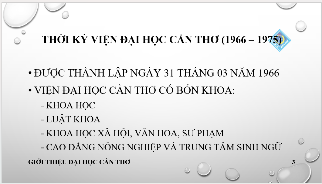 THỜI KỲ VIỆN ĐẠI HỌC CẦN THƠ (1966 – 1975)
• ĐƯỢC THÀNH LẬP NGÀY 31 THÁNG 03 NĂM 1966
• VIỆN ĐẠI HỌC CẦN THƠ CÓ BỐN KHOA:
- KHOA HỌC
- LUẬT KHOA
- KHOA HỌC XÃ HỘI, VĂN HOA, SƯ PHẠM
- CAO ĐẲNG NÔNG NGHIỆP VÀ TRUNG TÂM SINH NGỮ
GIỚI THIỆU ĐẠI HỌC CẦN THƠ
5